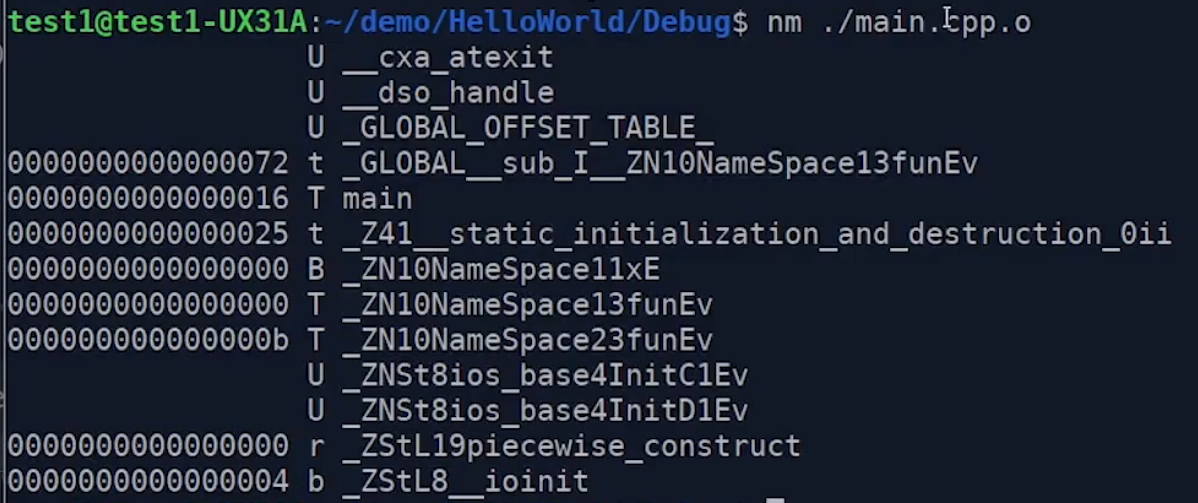 test1@test1-UX31A:~/demo/HelloWorld/Debug$ nm ./main.cpp.o
U __cxa_atexit
U __dso_handle
U _GLOBAL_OFFSET_TABLE_
0000000000000072 t _GLOBAL__sub_I__ZN10NameSpace13funEv
0000000000000016 T main
0000000000000025 t _Z41__static_initialization_and_destruction_0ii
0000000000000000 B _ZN10NameSpace11xE
0000000000000000 T _ZN10NameSpace13funEv
000000000000000b T _ZN10NameSpace23funEv
U _ZNSt8ios_base4InitC1Ev
U _ZNSt8ios_base4InitD1Ev
0000000000000000 r _ZStL19piecewise_construct
0000000000000004 b _ZStL8__ioinit